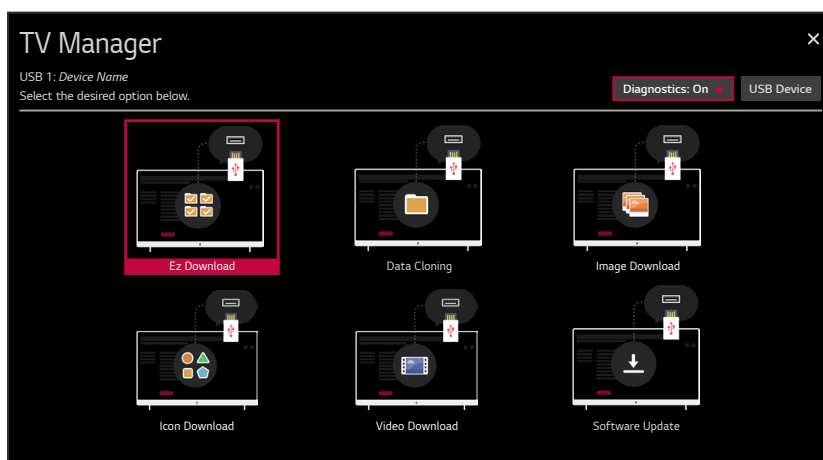 TV Manager
USB 1: Device Name
Select the desired option below.
Diagnostics: On
USB Device
Ez Download
Data Cloning
Image Download
Icon Download
Video Download
Software Update